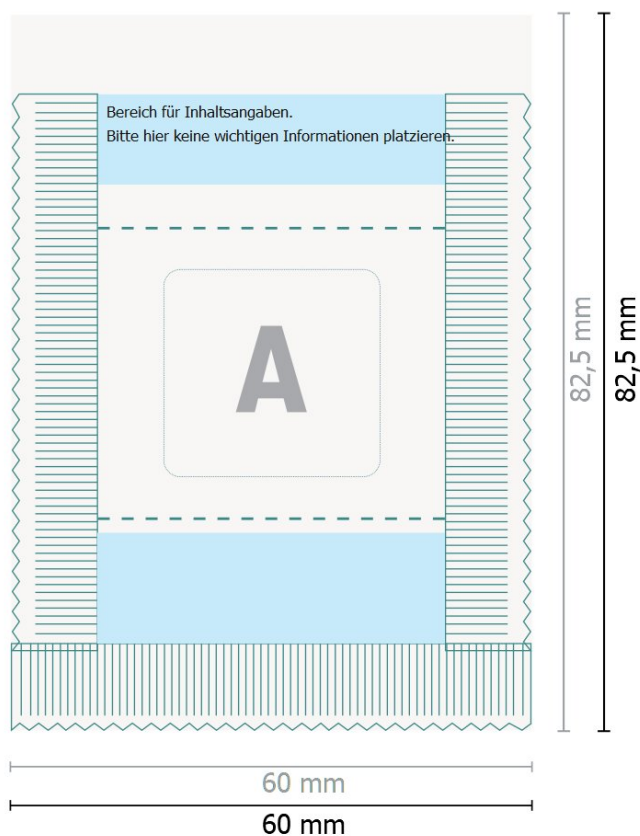 Bereich für Inhaltsangaben.
Bitte hier keine wichtigen Informationen platzieren.
A
82,5 mm
82,5 mm
60 mm
60 mm